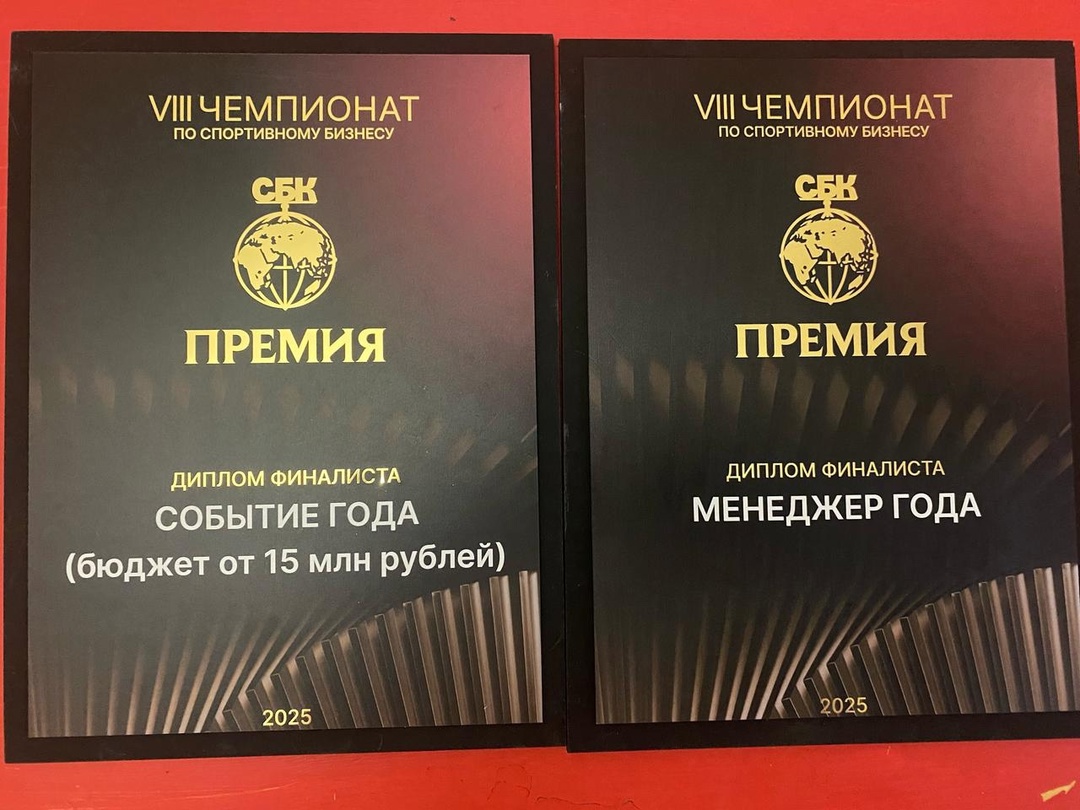 VIII ЧЕМПИОНАТ
ПО СПОРТИВНОМУ БИЗНЕСУ
СБК
ПРЕМИЯ
ДИПЛОМ ФИНАЛИСТА
СОБЫТИЕ ГОДА
(бюджет от 15 млн рублей)
2025
VIII ЧЕМПИОНАТ
ПО СПОРТИВНОМУ БИЗНЕСУ
СБК
ПРЕМИЯ
ДИПЛОМ ФИНАЛИСТА
МЕНЕДЖЕР ГОДА
2025